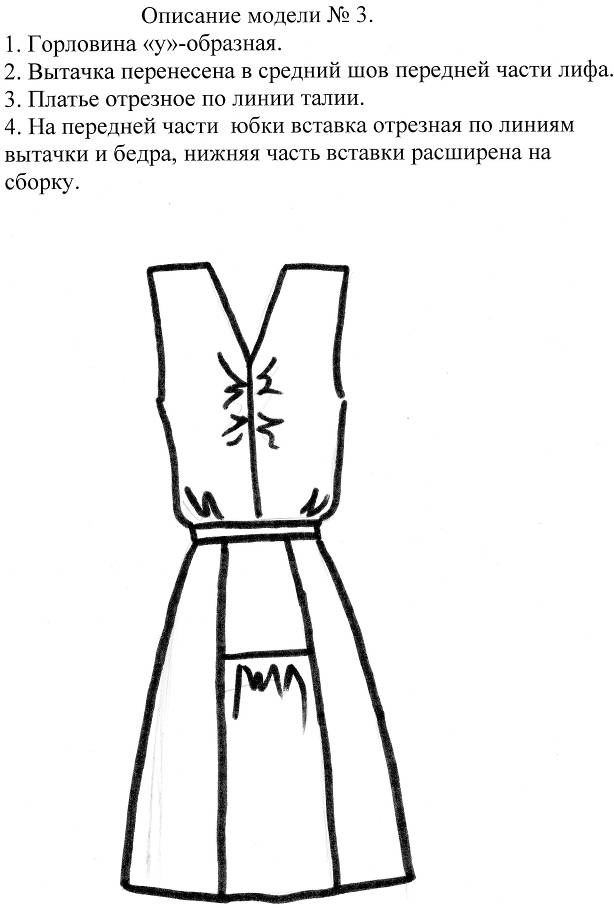 Описание модели № 3.
1. Горловина «у»-образная.
2. Вытачка перенесена в средний шов передней части лифа.
3. Платье отрезное по линии талии.
4. На передней части юбки вставка отрезная по линиям
вытачки и бедра, нижняя часть вставки расширена на
сборку.